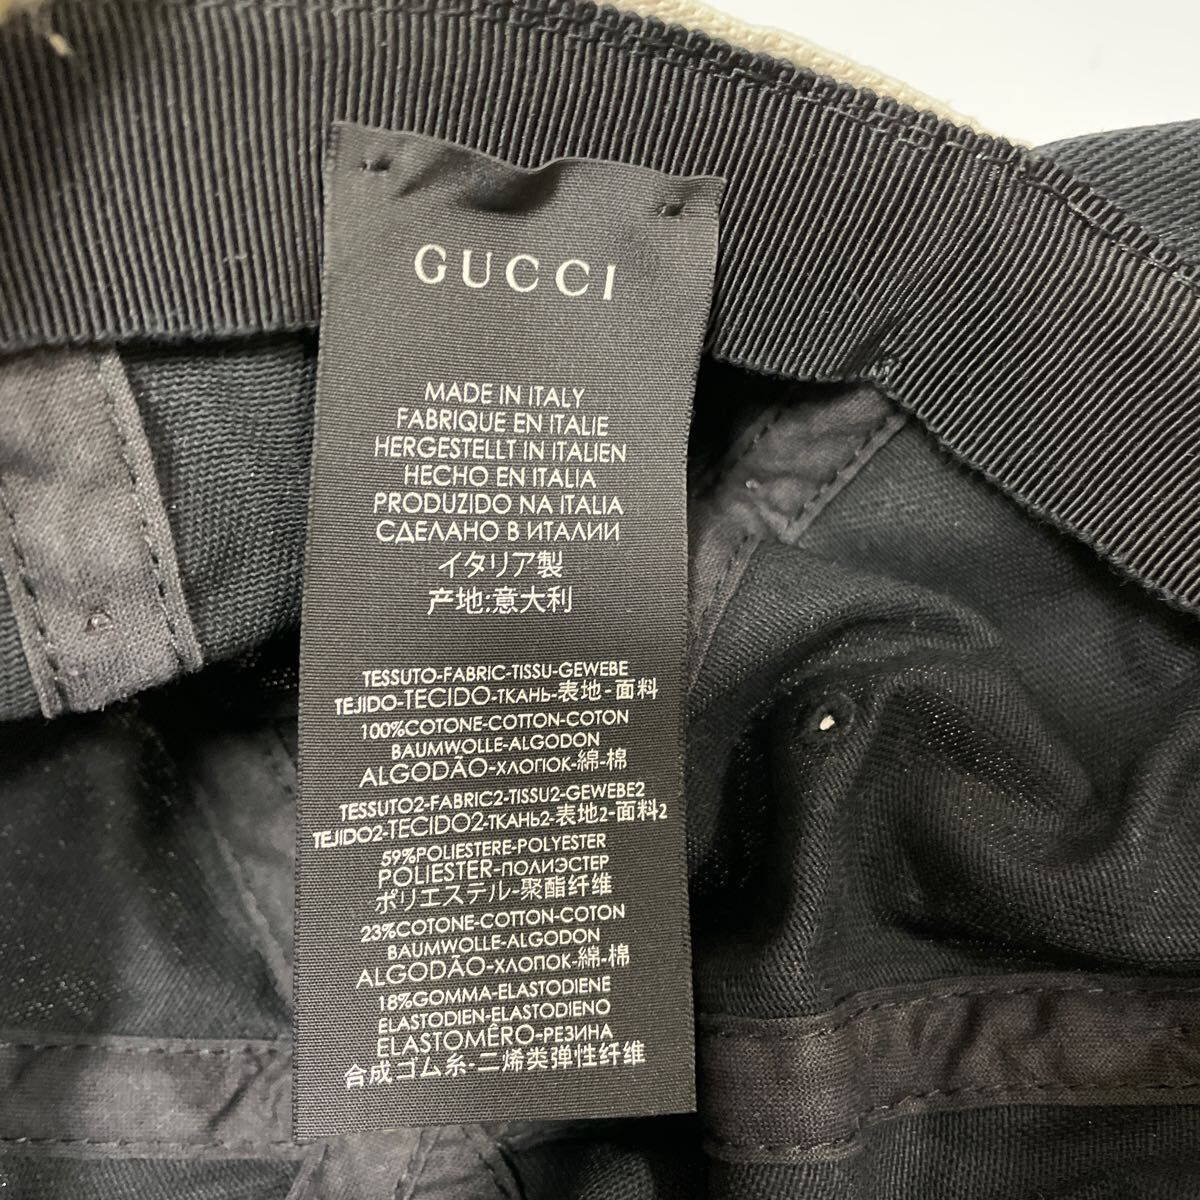 GUCCI
MADE IN ITALY
FABRIQUE EN ITALIE
HERGESTELLT IN ITALIEN
HECHO EN ITALIA
PRODUZIDO NA ITALIA
СДЕЛАНО В ИТАЛИИ
イタリア製
产地:意大利
TESSUTO-FABRIC-TISSU-GEWEBE
TEJIDO-TECIDO-ТКАНЬ-表地-面料
100%COTONE-COTTON-COTON
BAUMWOLLE-ALGODON
ALGODÃO-ХЛОПОК-綿-棉
TESSUTO2-FABRIC2-TISSU2-GEWEBE2
TEJIDO2-TECIDO2-ТКАНЬ2-表地2-面料2
59%POLIESTERE-POLYESTER
POLIESTER-ПОЛИЭСТЕР
ポリエステル-聚酯纤维
23%COTONE-COTTON-COTON
BAUMWOLLE-ALGODON
ALGODÃO-ХЛОПОК-綿-棉
18%GOMMA-ELASTODIENE
ELASTODIEN-ELASTODIENO
ELASTOMÊRO-РЕЗИНА
合成ゴム糸-二烯类弹性纤维